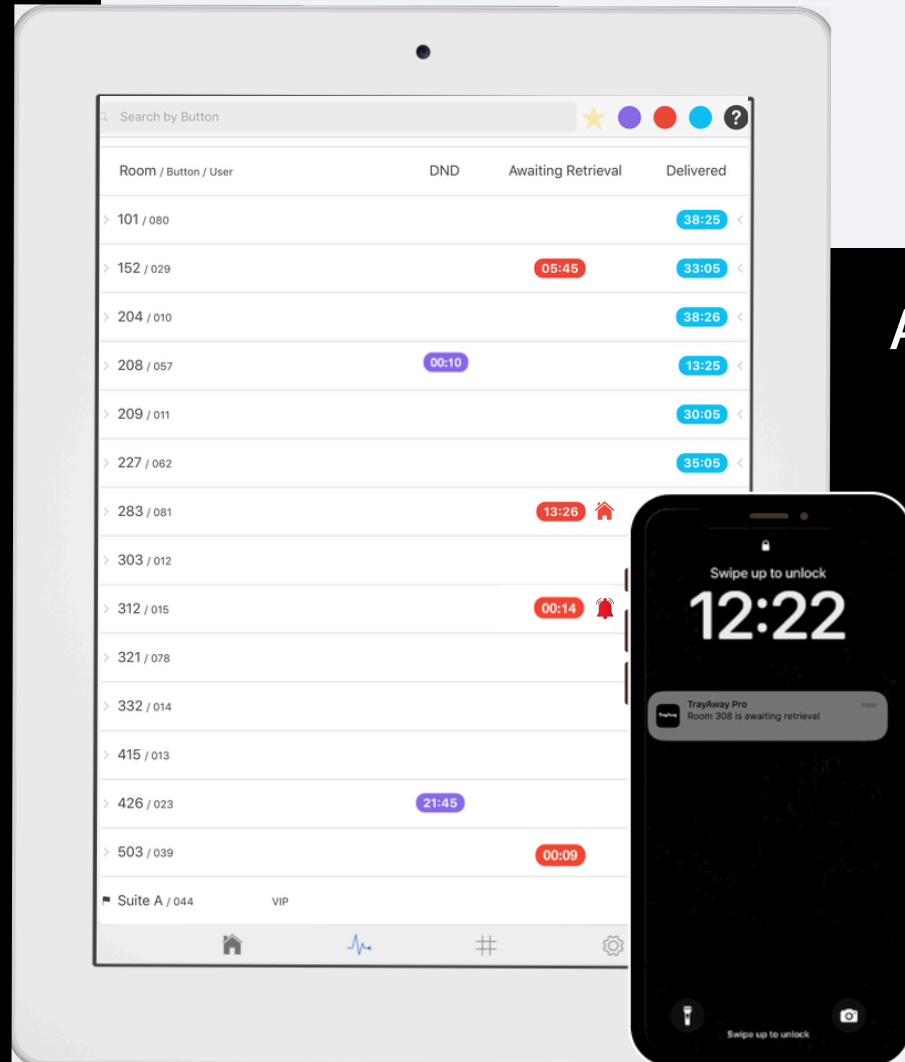 Search by Button
?
Room / Button / User DND Awaiting Retrieval Delivered
101 / 080 38:25
152 / 029 05:45 33:05
204 / 010 38:26
208 / 057 00:10 13:25
209 / 011 30:05
227 / 062 35:05
283 / 081 13:26
303 / 012
312 / 015 00:14
321 / 078
332 / 014
415 / 013
426 / 023 21:45
503 / 039 00:09
Suite A / 044 VIP
A
Swipe up to unlock
12:22
TrayAway Pro now
TrayAway Room 308 is awaiting retrieval
Swipe up to unlock